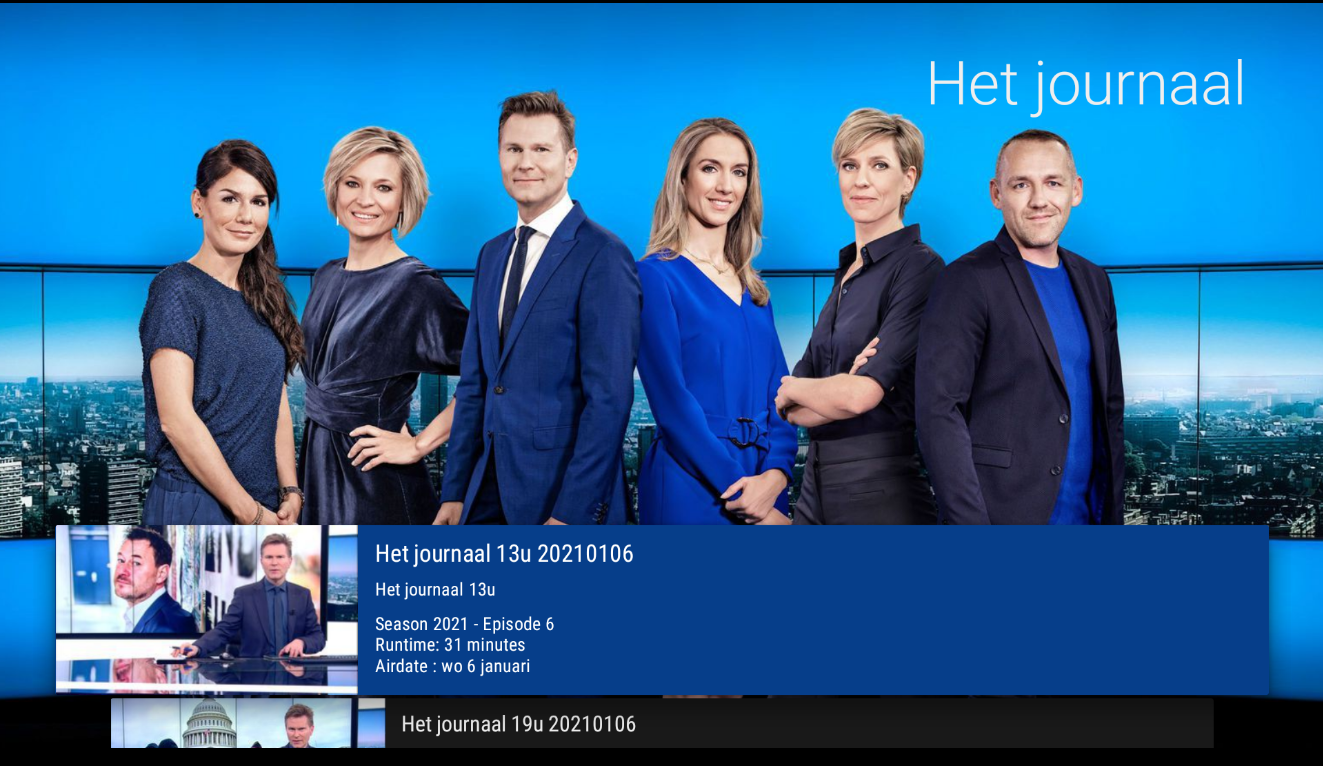 Het journaal
Het journaal 13u 20210106
Het journaal 13u
Season 2021 - Episode 6
Runtime: 31 minutes
Airdate : wo 6 januari
Het journaal 19u 20210106